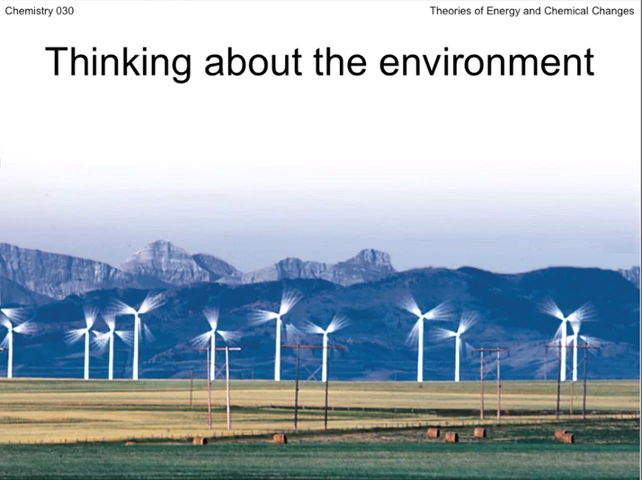 Chemistry 030
Theories of Energy and Chemical Changes
Thinking about the environment